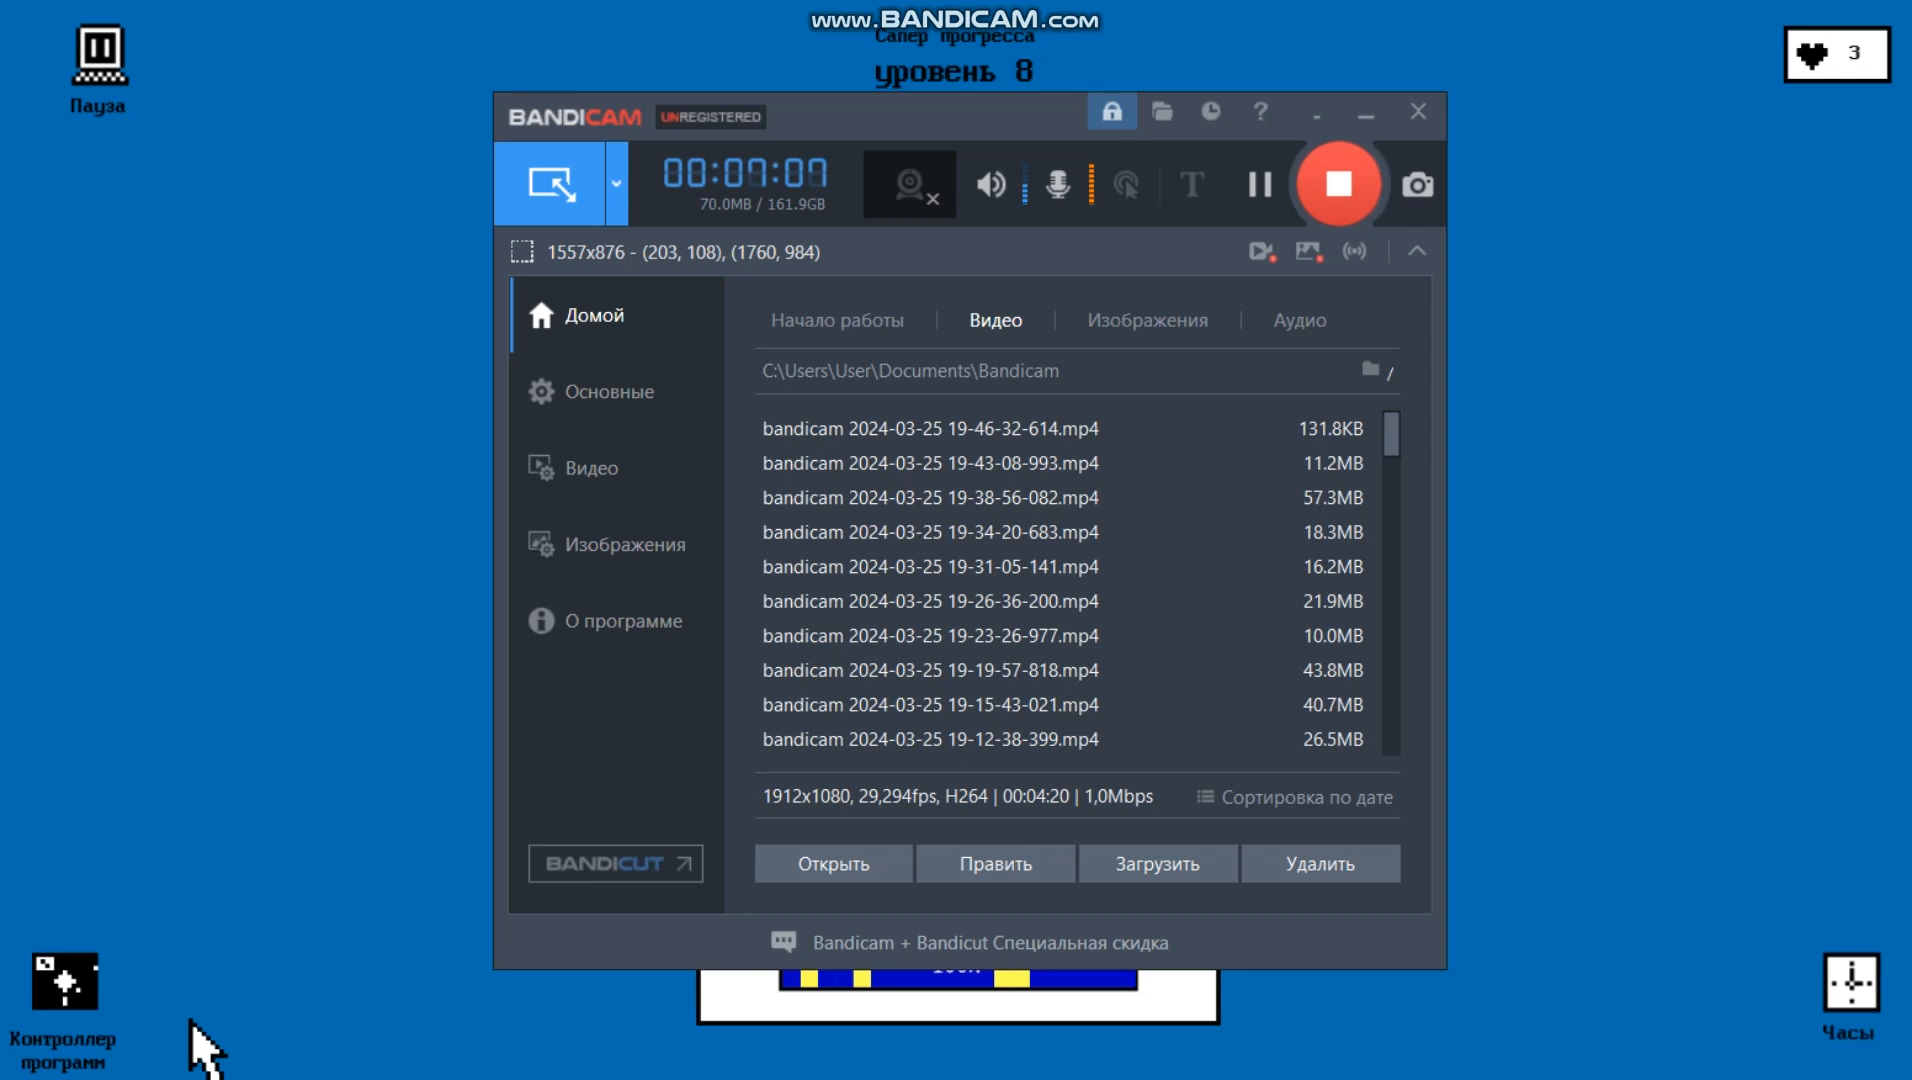 www.BANDICAM.com
Сапер прогресса
уровень 8
3
Пауза
BANDICAM UNREGISTERED
?
00:07:07
70.0MB / 161.9GB
T
1557x876 - (203, 108), (1760, 984)
Домой
Основные
Видео
Изображения
О программе
BANDICUT
Начало работы | Видео | Изображения | Аудио
C:\Users\User\Documents\Bandicam
/
bandicam 2024-03-25 19-46-32-614.mp4 131.8KB
bandicam 2024-03-25 19-43-08-993.mp4 11.2MB
bandicam 2024-03-25 19-38-56-082.mp4 57.3MB
bandicam 2024-03-25 19-34-20-683.mp4 18.3MB
bandicam 2024-03-25 19-31-05-141.mp4 16.2MB
bandicam 2024-03-25 19-26-36-200.mp4 21.9MB
bandicam 2024-03-25 19-23-26-977.mp4 10.0MB
bandicam 2024-03-25 19-19-57-818.mp4 43.8MB
bandicam 2024-03-25 19-15-43-021.mp4 40.7MB
bandicam 2024-03-25 19-12-38-399.mp4 26.5MB
1912x1080, 29,294fps, H264 | 00:04:20 | 1,0Mbps
Сортировка по дате
Открыть
Править
Загрузить
Удалить
Bandicam + Bandicut Специальная скидка
Контроллер
программ
Часы